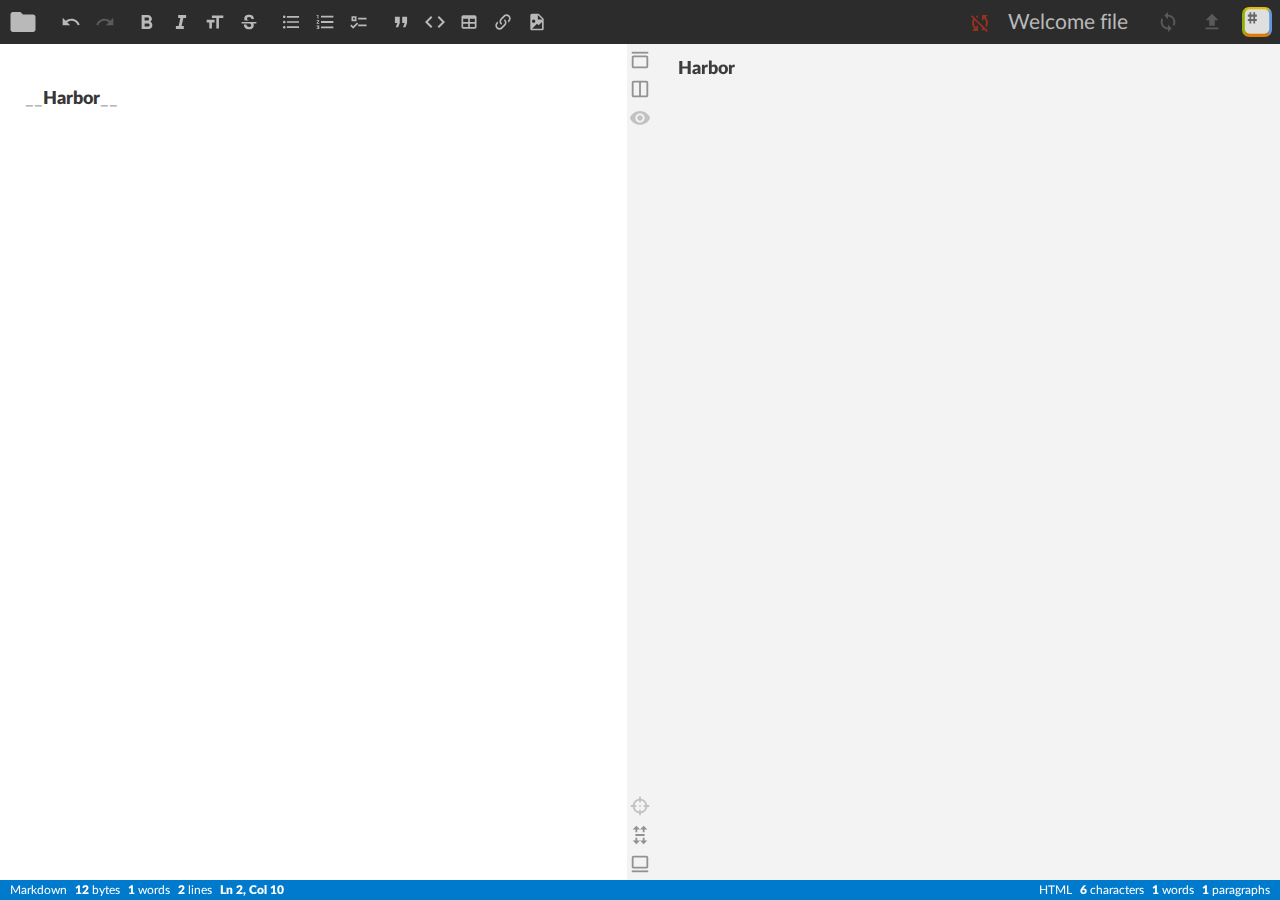 Welcome file
__Harbor__
Harbor
Markdown 12 bytes 1 words 2 lines Ln 2, Col 10
HTML 6 characters 1 words 1 paragraphs